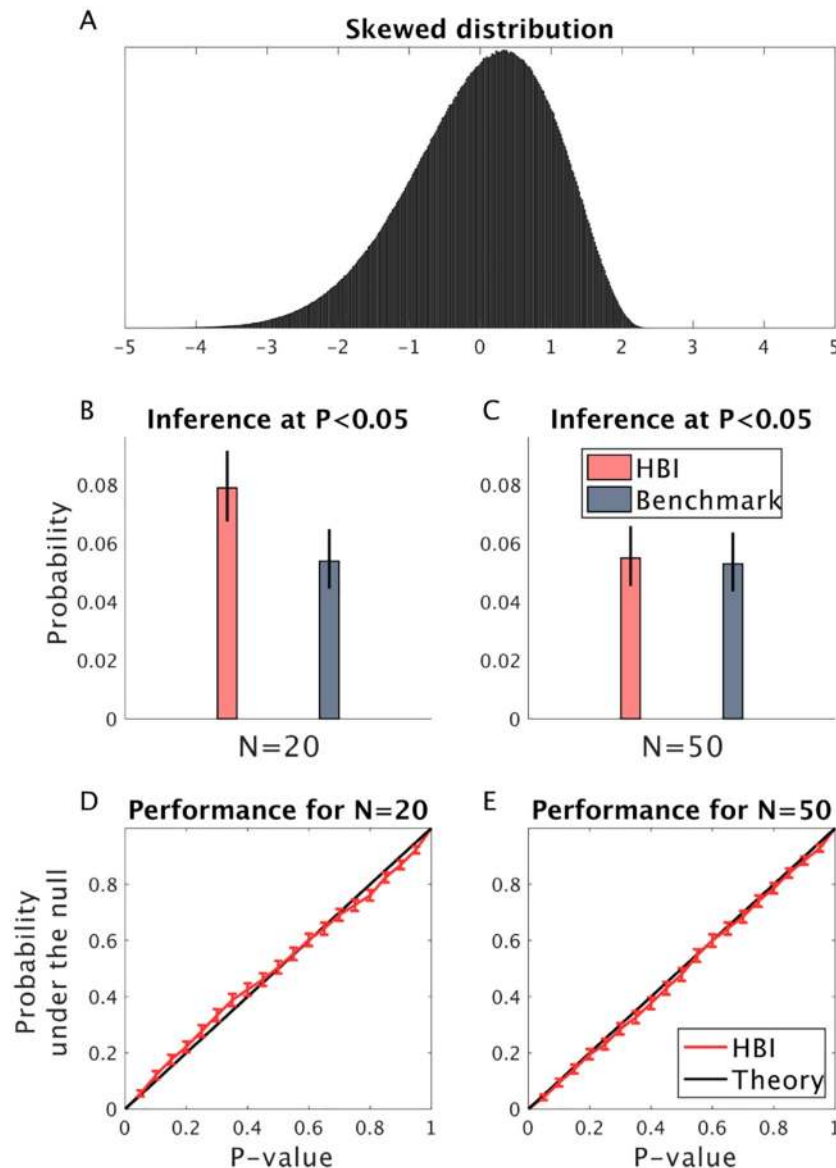 A
Skewed distribution
-5 -4 -3 -2 -1 0 1 2 3 4 5
B
Inference at P<0.05
Probability
0.08
0.06
0.04
0.02
0
N=20
C
Inference at P<0.05
HBI
Benchmark
0.08
0.06
0.04
0.02
0
N=50
D
Performance for N=20
Probability
under the null
0.8
0.6
0.4
0.2
0
0 0.2 0.4 0.6 0.8 1
P-value
E
Performance for N=50
0.8
0.6
0.4
0.2
0
HBI
Theory
0 0.2 0.4 0.6 0.8 1
P-value